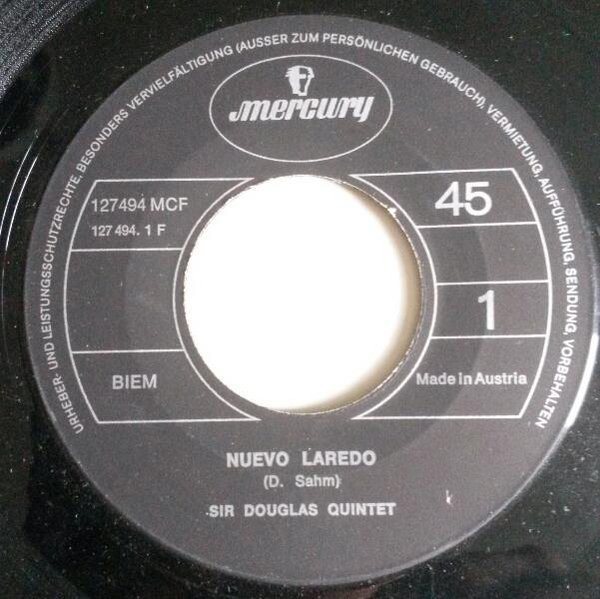 URHEBER- UND LEISTUNGSSCHUTZRECHTE, BESONDERS VERVIELFÄLTIGUNG (AUSSER ZUM PERSÖNLICHEN GEBRAUCH), VERMIETUNG, AUFFÜHRUNG, SENDUNG, VORBEHALTEN
mercury
127494 MCF
127 494. 1 F
45
1
BIEM
Made in Austria
NUEVO LAREDO
(D. Sahm)
SIR DOUGLAS QUINTET